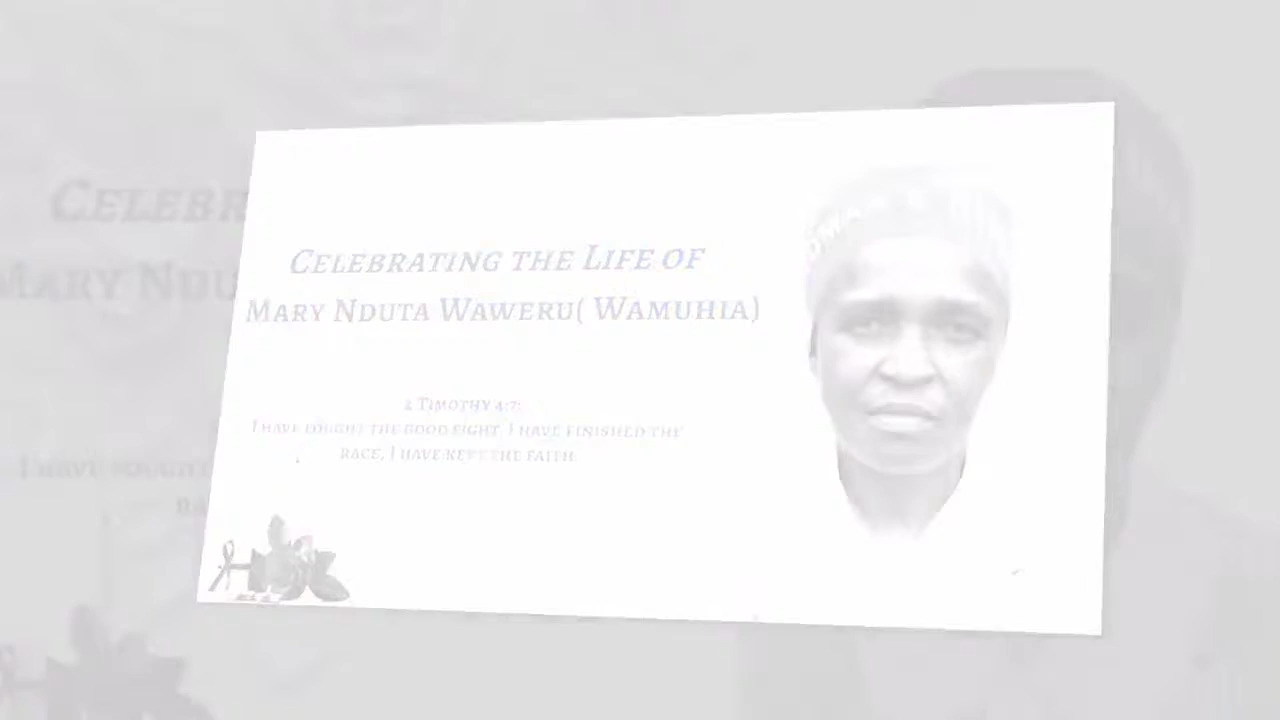 Celebrating the Life of
Mary Nduta Waweru( Wamuhia)
2 Timothy 4:7:
I have fought the good fight, I have finished the
race, I have kept the faith.